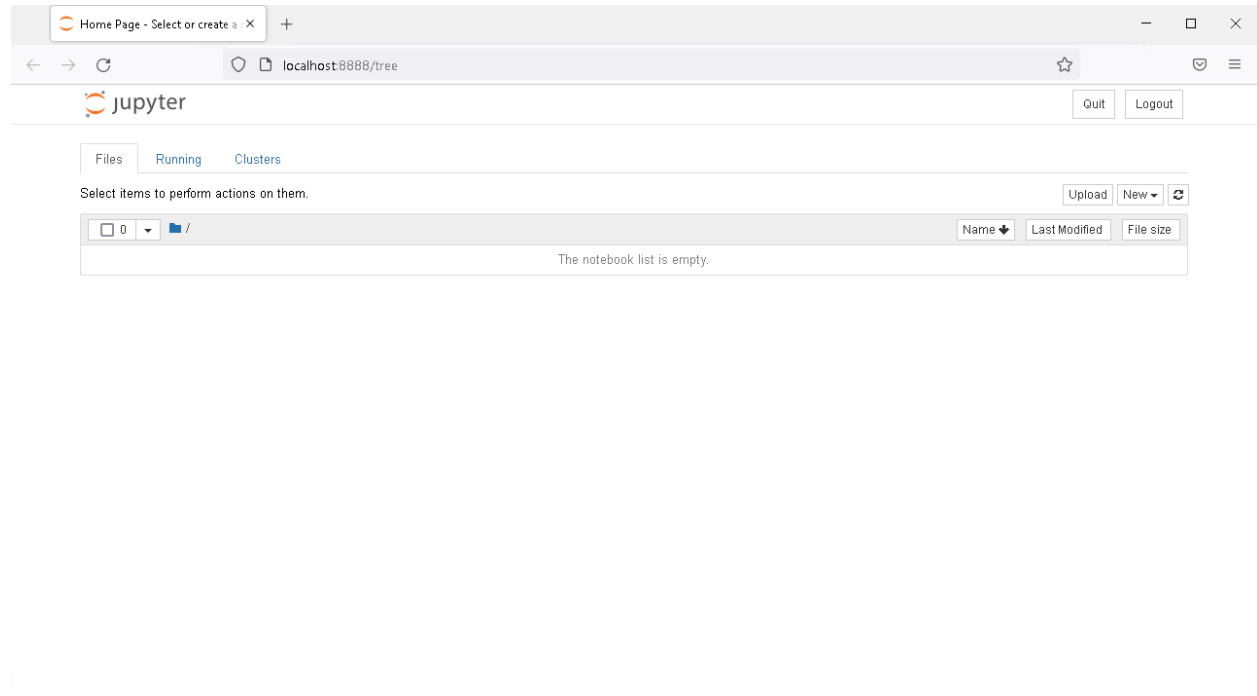 Home Page - Select or create a
localhost:8888/tree
jupyter
Quit Logout
Files Running Clusters
Select items to perform actions on them.
Upload New
0 / Name Last Modified File size
The notebook list is empty.